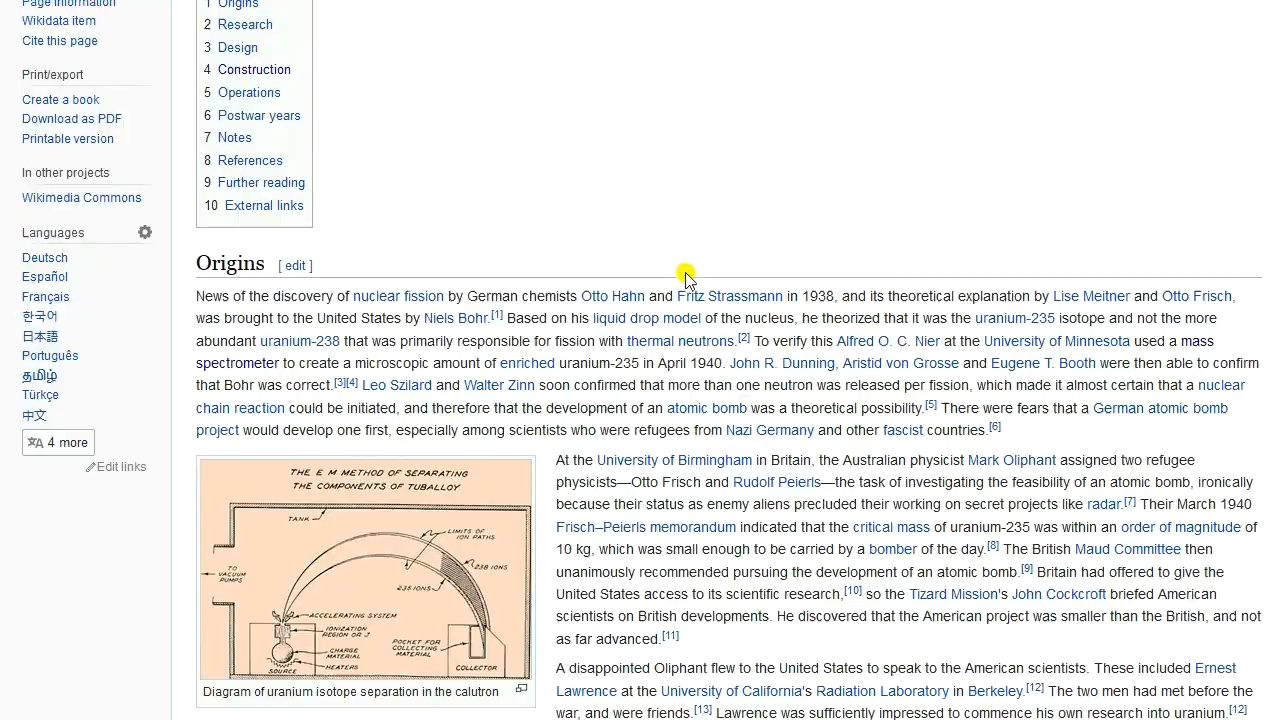 Page information
Wikidata item
Cite this page
Print/export
Create a book
Download as PDF
Printable version
In other projects
Wikimedia Commons
Languages
Deutsch
Español
Français
한국어
日本語
Português
தமிழ்
Türkçe
中文
4 more
Edit links
1 Origins
2 Research
3 Design
4 Construction
5 Operations
6 Postwar years
7 Notes
8 References
9 Further reading
10 External links
Origins [ edit ]
News of the discovery of nuclear fission by German chemists Otto Hahn and Fritz Strassmann in 1938, and its theoretical explanation by Lise Meitner and Otto Frisch,
was brought to the United States by Niels Bohr.[1] Based on his liquid drop model of the nucleus, he theorized that it was the uranium-235 isotope and not the more
abundant uranium-238 that was primarily responsible for fission with thermal neutrons.[2] To verify this Alfred O. C. Nier at the University of Minnesota used a mass
spectrometer to create a microscopic amount of enriched uranium-235 in April 1940. John R. Dunning, Aristid von Grosse and Eugene T. Booth were then able to confirm
that Bohr was correct.[3][4] Leo Szilard and Walter Zinn soon confirmed that more than one neutron was released per fission, which made it almost certain that a nuclear
chain reaction could be initiated, and therefore that the development of an atomic bomb was a theoretical possibility.[5] There were fears that a German atomic bomb
project would develop one first, especially among scientists who were refugees from Nazi Germany and other fascist countries.[6]
THE E M METHOD OF SEPARATING
THE COMPONENTS OF TUBALLOY
TANK
LIMITS OF
ION PATHS
238 IONS
235 IONS
TO
VACUUM
PUMPS
ACCELERATING SYSTEM
IONIZATION
REGION OR J
CHARGE
MATERIAL
HEATERS
SOURCE
POCKET FOR
COLLECTING
MATERIAL
COLLECTOR
Diagram of uranium isotope separation in the calutron
At the University of Birmingham in Britain, the Australian physicist Mark Oliphant assigned two refugee
physicists—Otto Frisch and Rudolf Peierls—the task of investigating the feasibility of an atomic bomb, ironically
because their status as enemy aliens precluded their working on secret projects like radar.[7] Their March 1940
Frisch–Peierls memorandum indicated that the critical mass of uranium-235 was within an order of magnitude of
10 kg, which was small enough to be carried by a bomber of the day.[8] The British Maud Committee then
unanimously recommended pursuing the development of an atomic bomb.[9] Britain had offered to give the
United States access to its scientific research,[10] so the Tizard Mission's John Cockcroft briefed American
scientists on British developments. He discovered that the American project was smaller than the British, and not
as far advanced.[11]
A disappointed Oliphant flew to the United States to speak to the American scientists. These included Ernest
Lawrence at the University of California's Radiation Laboratory in Berkeley.[12] The two men had met before the
war, and were friends.[13] Lawrence was sufficiently impressed to commence his own research into uranium.[12]